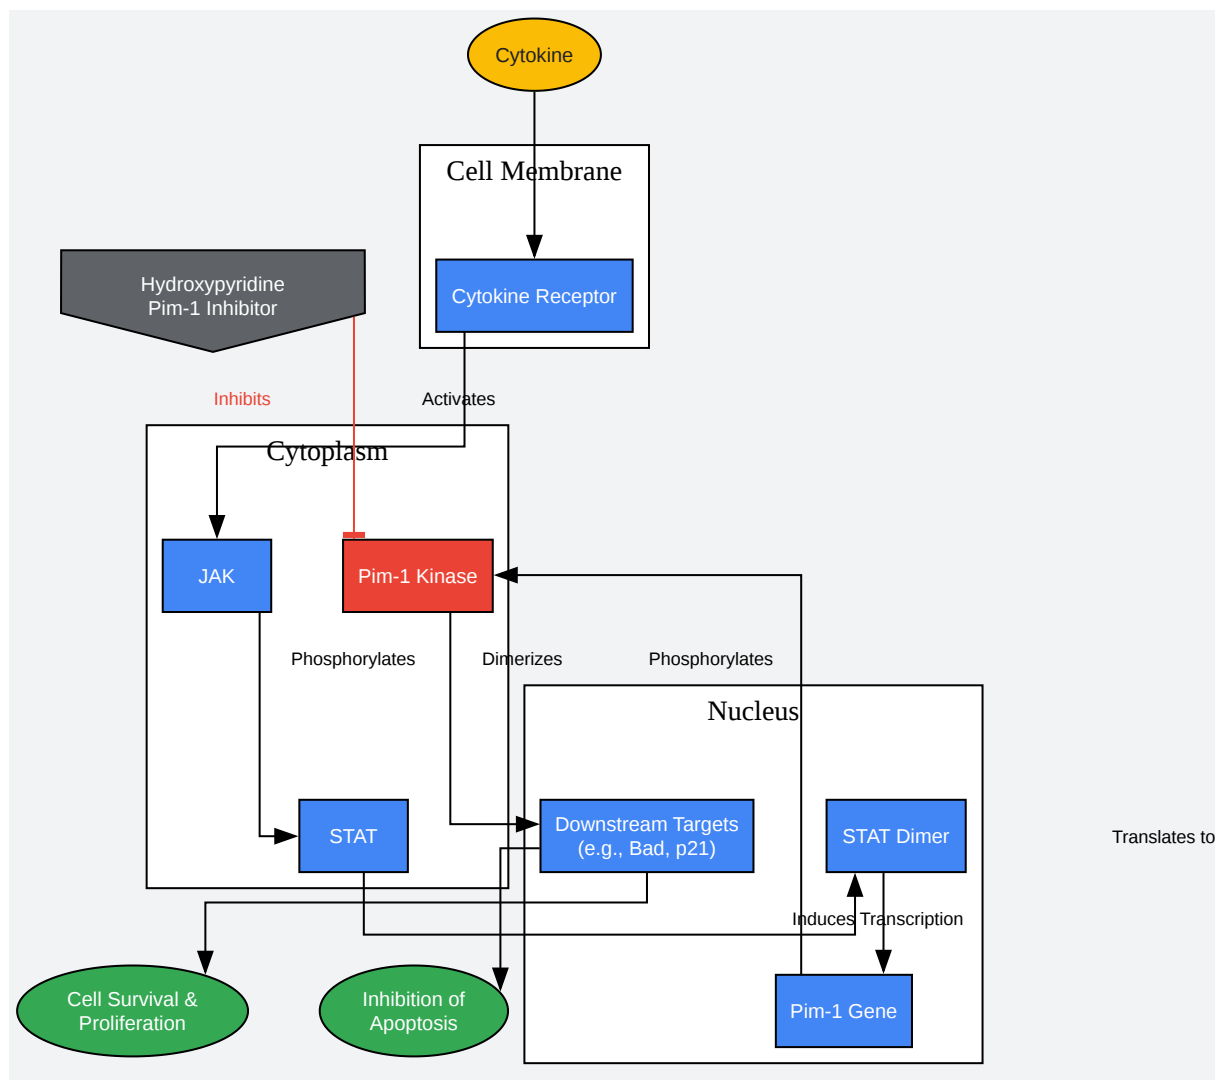 Cytokine
Cell Membrane
Cytokine Receptor
Hydroxypyridine
Pim-1 Inhibitor
Inhibits
Activates
Cytoplasm
JAK
Pim-1 Kinase
Phosphorylates
Dimerizes
Phosphorylates
Nucleus
STAT
Downstream Targets
(e.g., Bad, p21)
STAT Dimer
Translates to
Induces Transcription
Cell Survival &
Proliferation
Inhibition of
Apoptosis
Pim-1 Gene